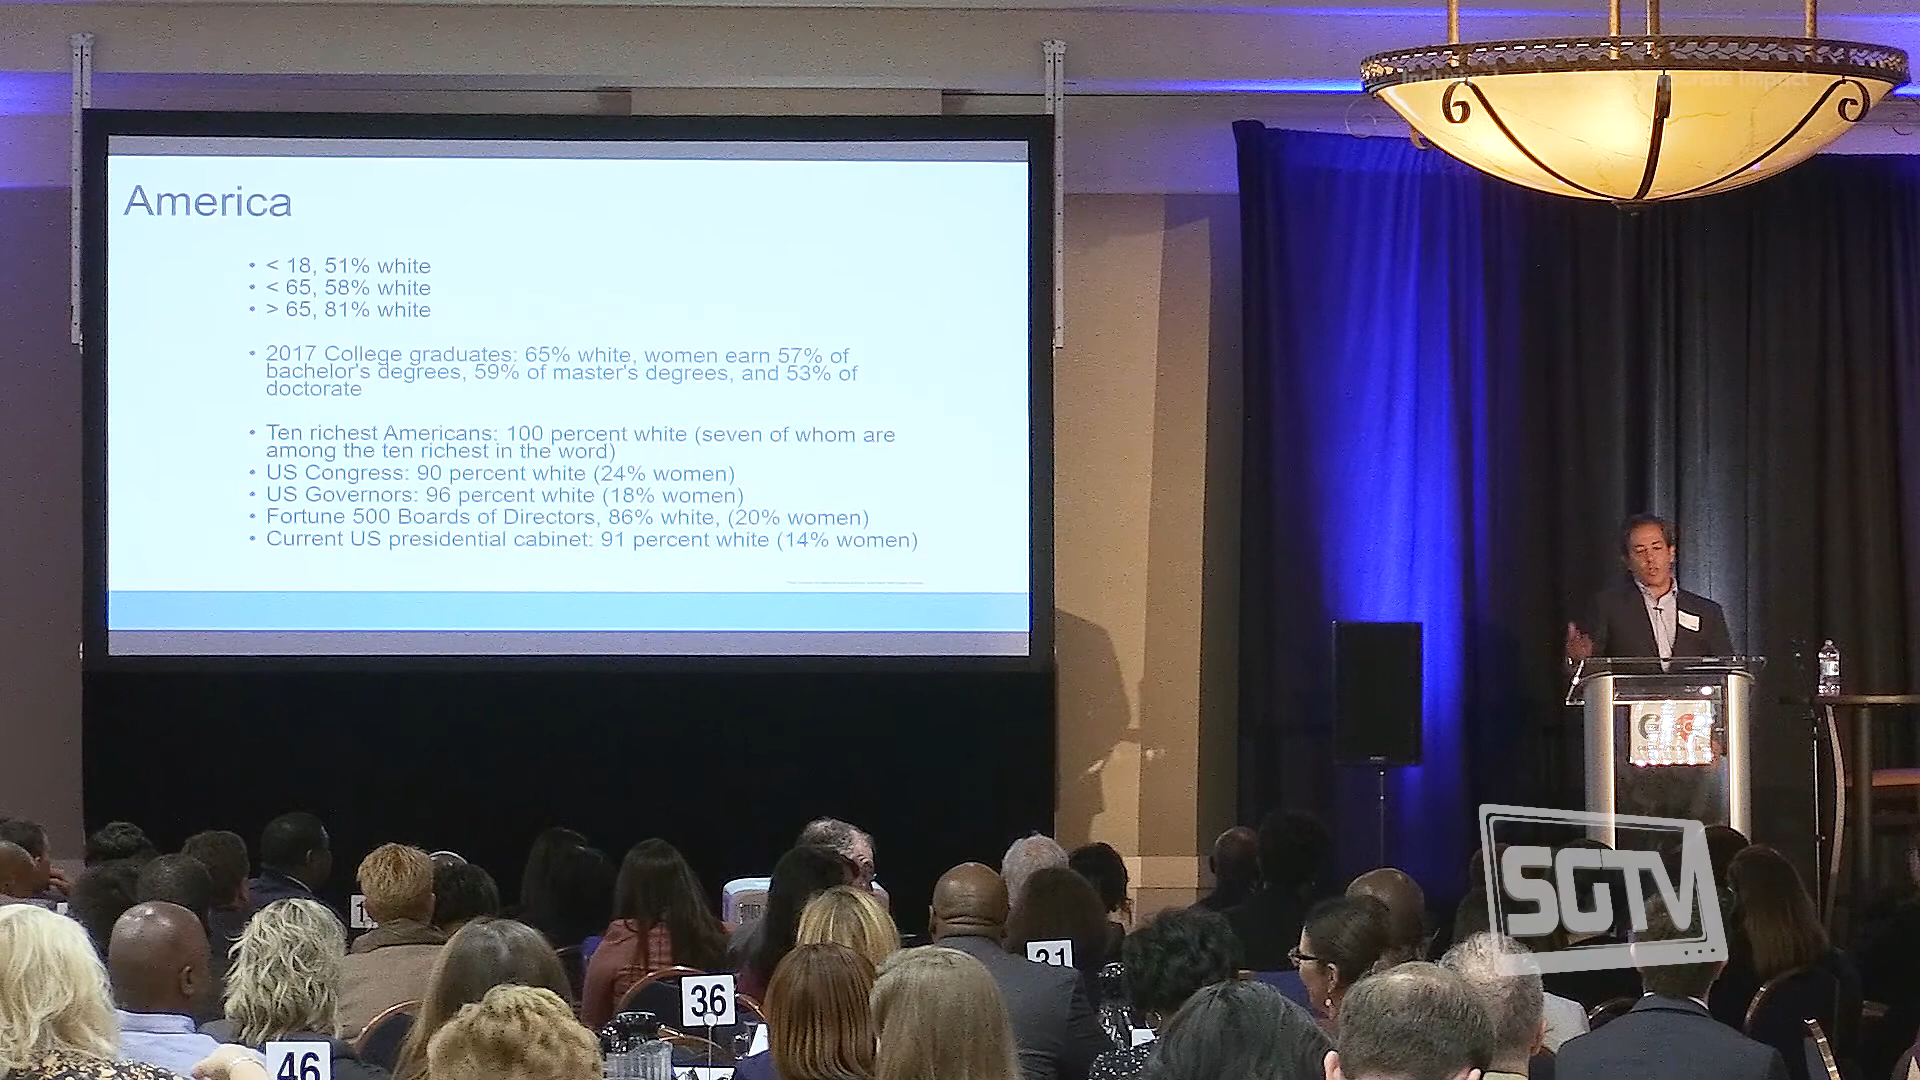 America
• < 18, 51% white
• < 65, 58% white
• > 65, 81% white
• 2017 College graduates: 65% white, women earn 57% of
bachelor's degrees, 59% of master's degrees, and 53% of
doctorate
• Ten richest Americans: 100 percent white (seven of whom are
among the ten richest in the word)
• US Congress: 90 percent white (24% women)
• US Governors: 96 percent white (18% women)
• Fortune 500 Boards of Directors, 86% white, (20% women)
• Current US presidential cabinet: 91 percent white (14% women)
SGTV
31
36
46